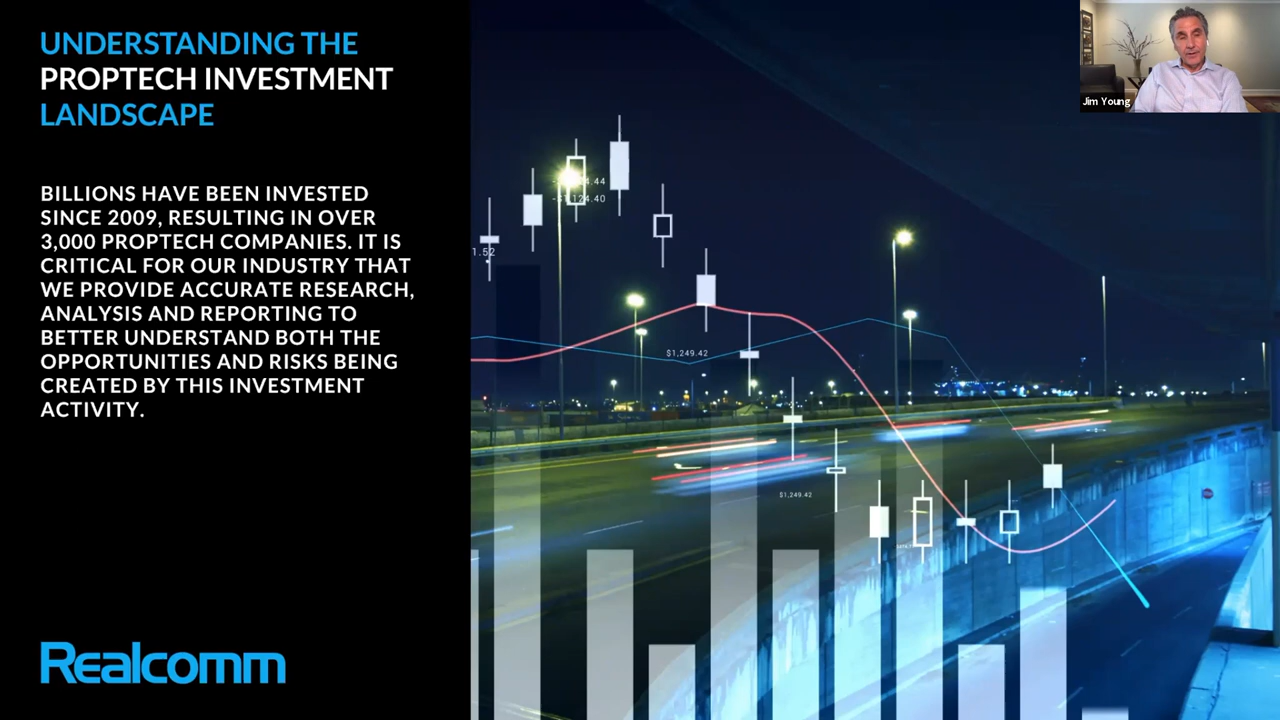 UNDERSTANDING THE
PROPTECH INVESTMENT
LANDSCAPE
BILLIONS HAVE BEEN INVESTED
SINCE 2009, RESULTING IN OVER
3,000 PROPTECH COMPANIES. IT IS
CRITICAL FOR OUR INDUSTRY THAT
WE PROVIDE ACCURATE RESEARCH,
ANALYSIS AND REPORTING TO
BETTER UNDERSTAND BOTH THE
OPPORTUNITIES AND RISKS BEING
CREATED BY THIS INVESTMENT
ACTIVITY.
Realcomm
Jim Young
1.52
$1,249.42
$1,249.42